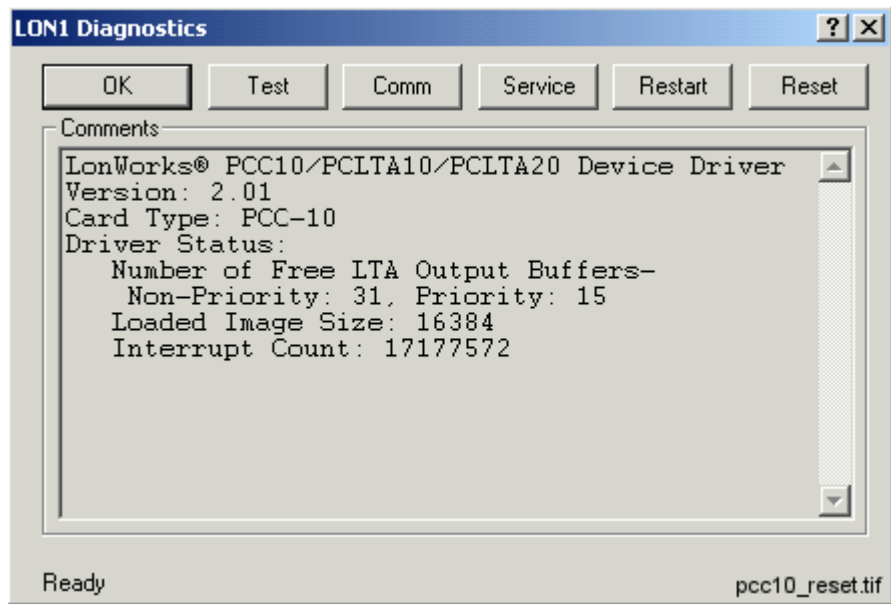 LON1 Diagnostics
OK Test Comm Service Restart Reset
Comments
LonWorks® PCC10/PCLTA10/PCLTA20 Device Driver
Version: 2.01
Card Type: PCC-10
Driver Status:
Number of Free LTA Output Buffers-
Non-Priority: 31, Priority: 15
Loaded Image Size: 16384
Interrupt Count: 17177572
Ready pcc10_reset.tif